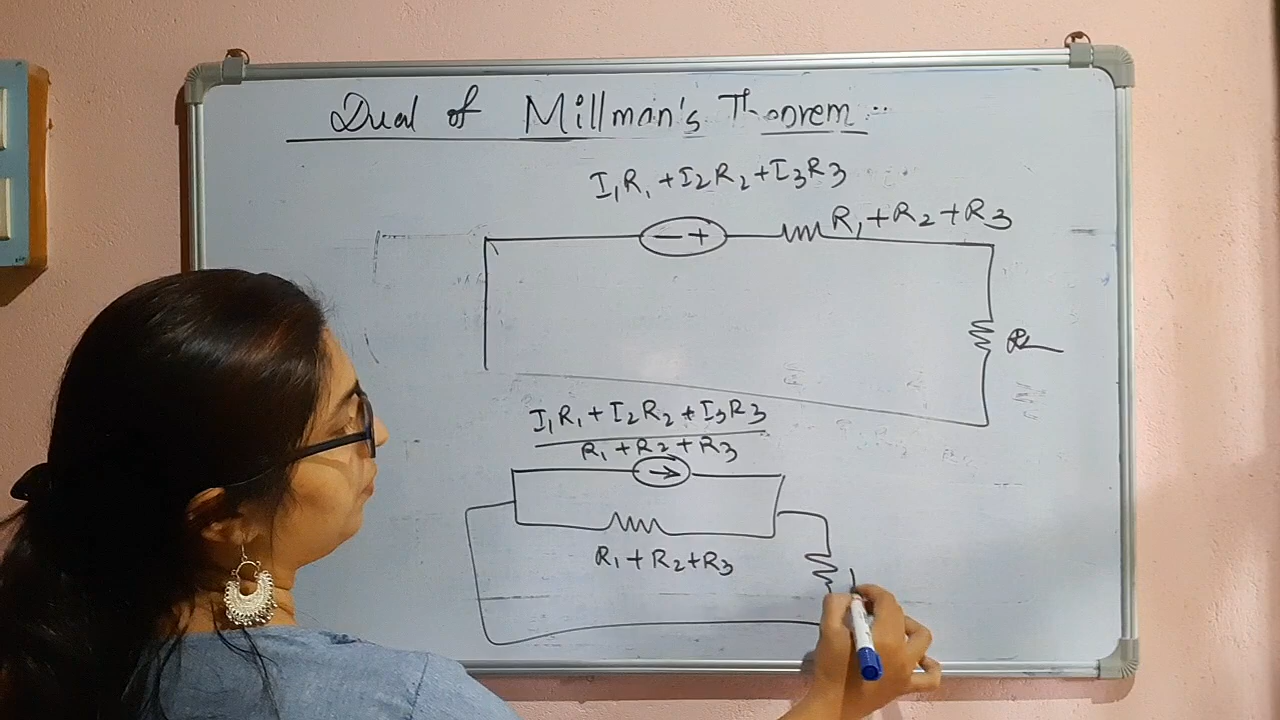 Dual of Millman's Theorem
I₁R₁ + I₂R₂ + I₃R₃
- +
R₁ + R₂ + R₃
RL
I₁R₁ + I₂R₂ + I₃R₃
R₁ + R₂ + R₃
R₁ + R₂ + R₃